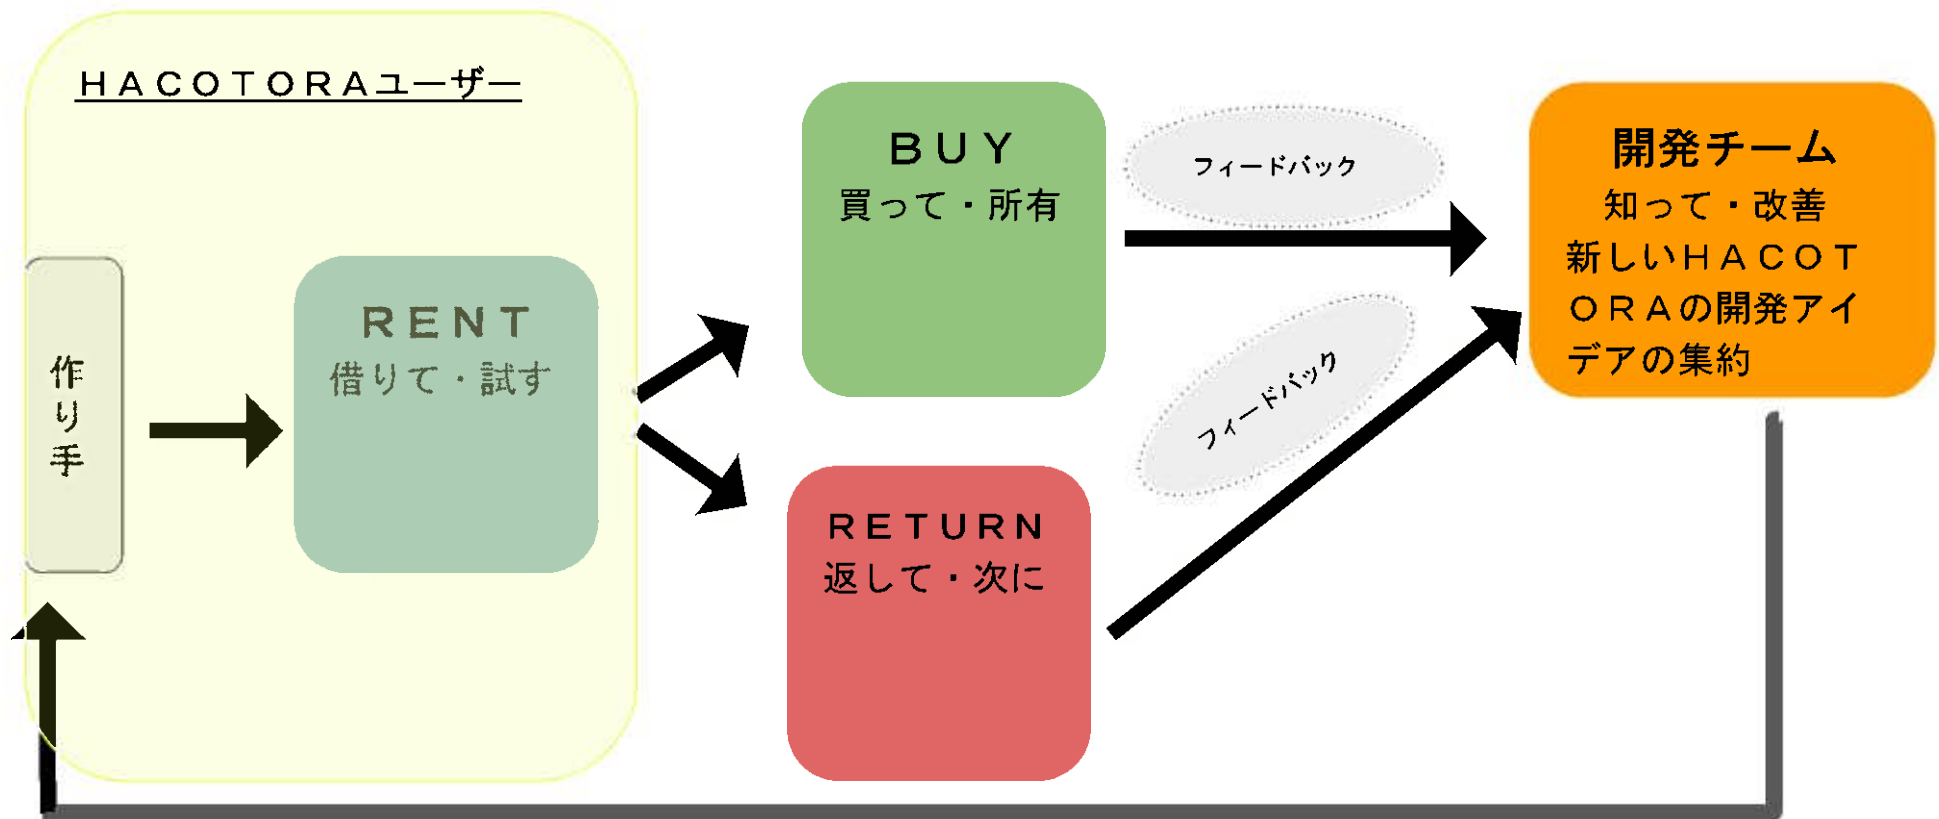 ＨＡＣＯＴＯＲＡユーザー
作り手
ＲＥＮＴ
借りて・試す
ＢＵＹ
買って・所有
ＲＥＴＵＲＮ
返して・次に
フィードバック
フィードバック
開発チーム
知って・改善
新しいＨＡＣＯＴ
ＯＲＡの開発アイ
デアの集約